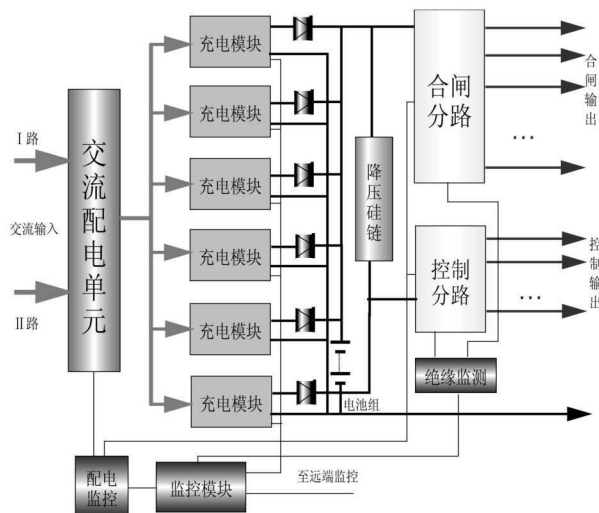 充电模块
充电模块
充电模块
充电模块
充电模块
充电模块
I路
交流输入
II路
交流配电单元
降压硅链
合闸
分路
合闸输出
…
控制
分路
控制输出
…
绝缘监测
电池组
配电
监控
监控模块
至远端监控